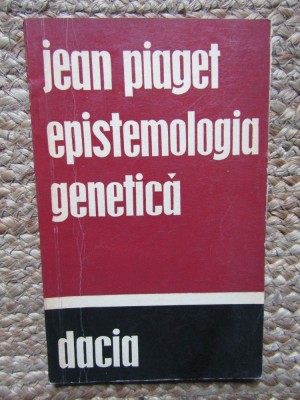 jean piaget
epistemologia
genetică
dacia